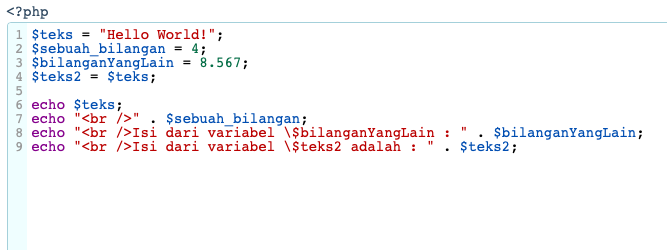 <?php
1 $teks = "Hello World!";
2 $sebuah_bilangan = 4;
3 $bilanganYangLain = 8.567;
4 $teks2 = $teks;
5
6 echo $teks;
7 echo "<br />" . $sebuah_bilangan;
8 echo "<br />Isi dari variabel \$bilanganYangLain : " . $bilanganYangLain;
9 echo "<br />Isi dari variabel \$teks2 adalah : " . $teks2;